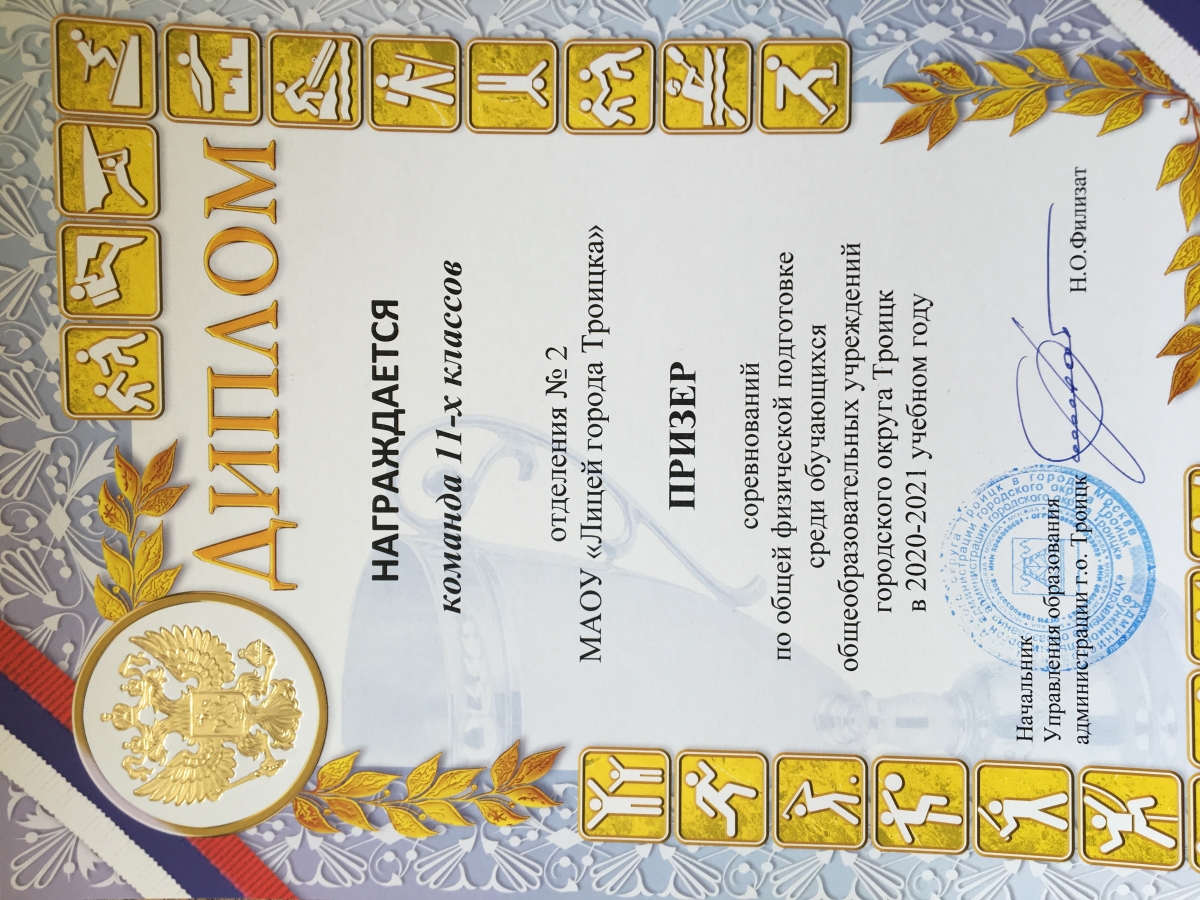 ДИПЛОМ
НАГРАЖДАЕТСЯ
команда 11-х классов
отделения № 2
МАОУ «Лицей города Троицка»
ПРИЗЕР
соревнований
по общей физической подготовке
среди обучающихся
общеобразовательных учреждений
городского округа Троицк
в 2020-2021 учебном году
Начальник
Управления образования
администрации г.о. Троицк
Н.О.Филизат